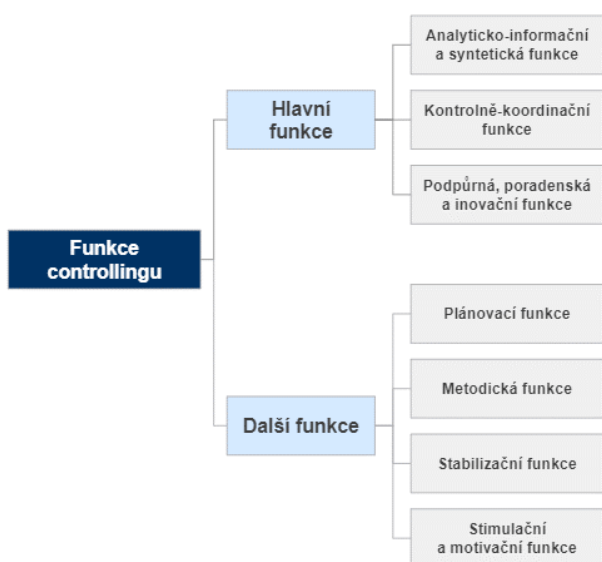 Funkce
controllingu
Hlavní
funkce
Analyticko-informační
a syntetická funkce
Kontrolně-koordinační
funkce
Podpůrná, poradenská
a inovační funkce
Další funkce
Plánovací funkce
Metodická funkce
Stabilizační funkce
Stimulační
a motivační funkce